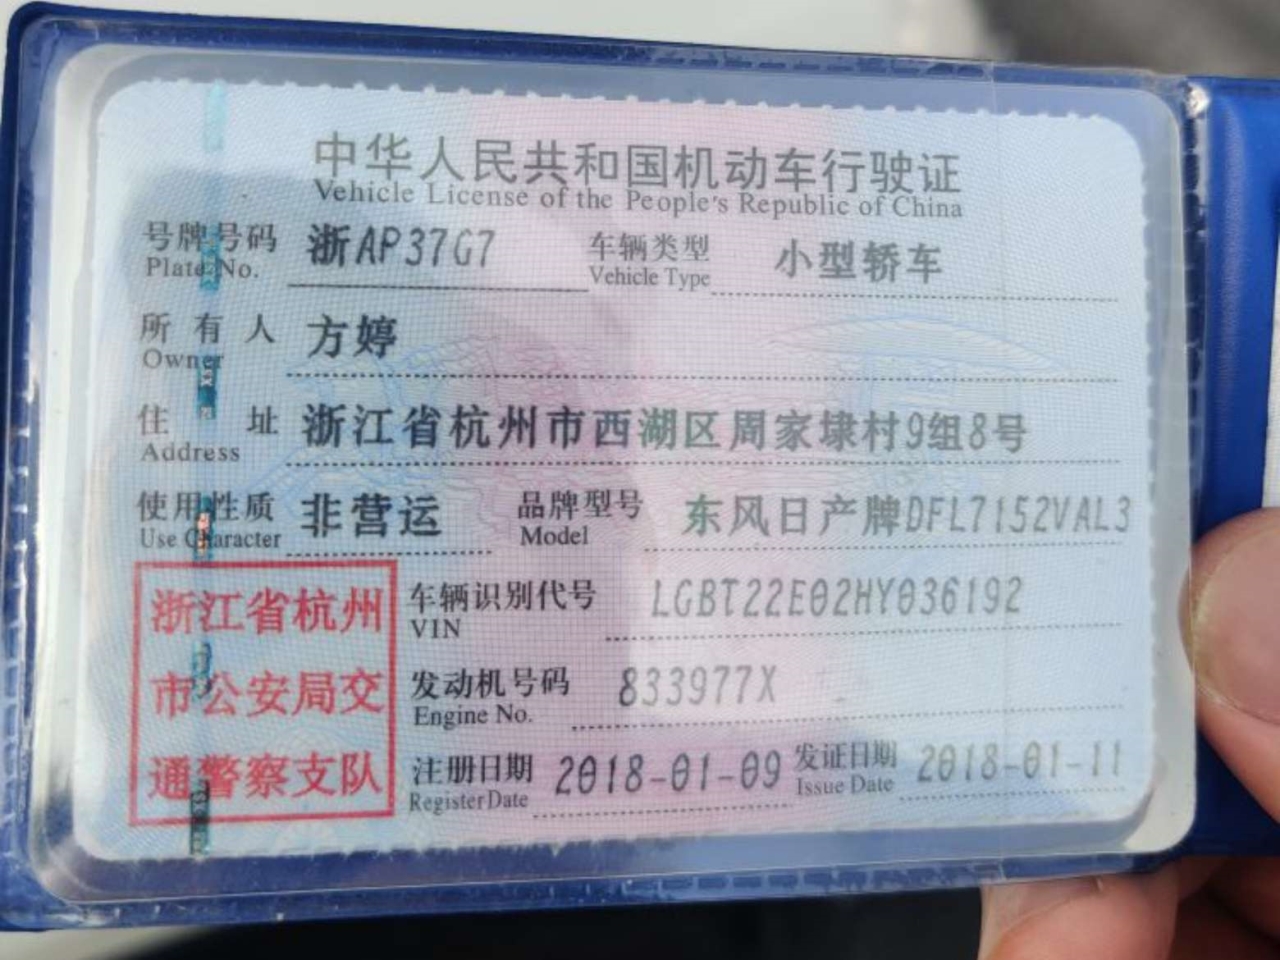 中华人民共和国机动车行驶证
Vehicle License of the People's Republic of China
号牌号码 浙AP37G7 车辆类型 小型轿车
Plate No. Vehicle Type
所有人 方婷
Owner
住址 浙江省杭州市西湖区周家埭村9组8号
Address
使用性质 非营运 品牌型号 东风日产牌DFL7152VAL3
Use Character Model
浙江省杭州
市公安局交
通警察支队
车辆识别代号 LGBT22E02HY036192
VIN
发动机号码 833977X
Engine No.
注册日期 2018-01-09 发证日期 2018-01-11
Register Date Issue Date